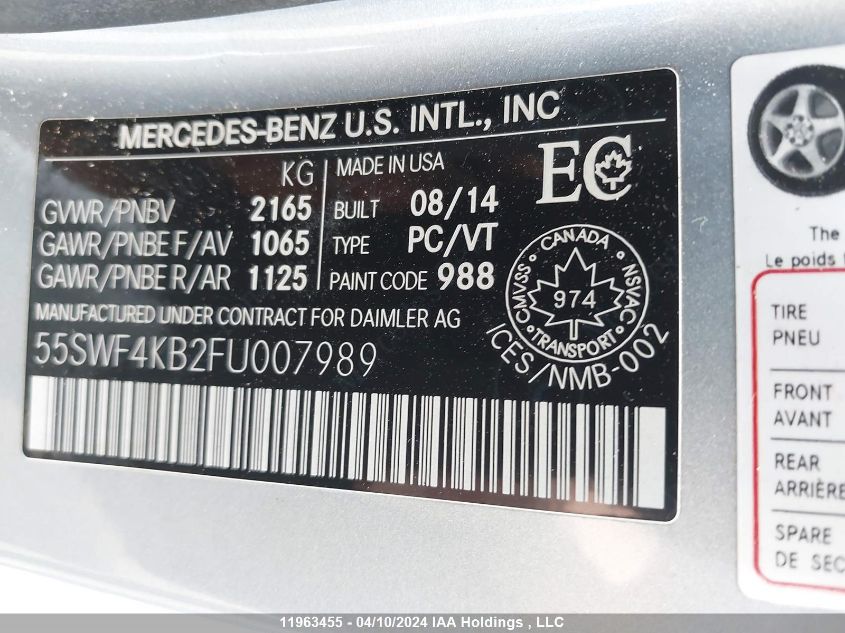 MERCEDES-BENZ U.S. INTL., INC
KG
MADE IN USA
EC
GVWR/PNBV 2165
BUILT 08/14
GAWR/PNBE F/AV 1065
TYPE PC/VT
GAWR/PNBE R/AR 1125
PAINT CODE 988
MANUFACTURED UNDER CONTRACT FOR DAIMLER AG
55SWF4KB2FU007989
CANADA
CMVSS
974
NSVAC
TRANSPORT
ICES/NMB-002
The
Le poids
TIRE
PNEU
FRONT
AVANT
REAR
ARRIÈRE
SPARE
DE SEC
11963455 - 04/10/2024 IAA Holdings , LLC